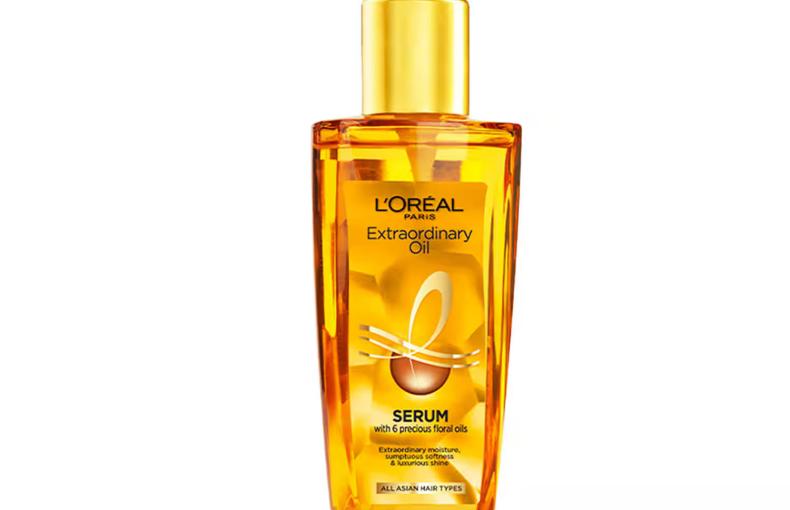 L'ORÉAL
PARIS
Extraordinary
Oil
SERUM
with 6 precious floral oils
Extraordinary moisture,
sumptuous softness
& luxurious shine
ALL ASIAN HAIR TYPES